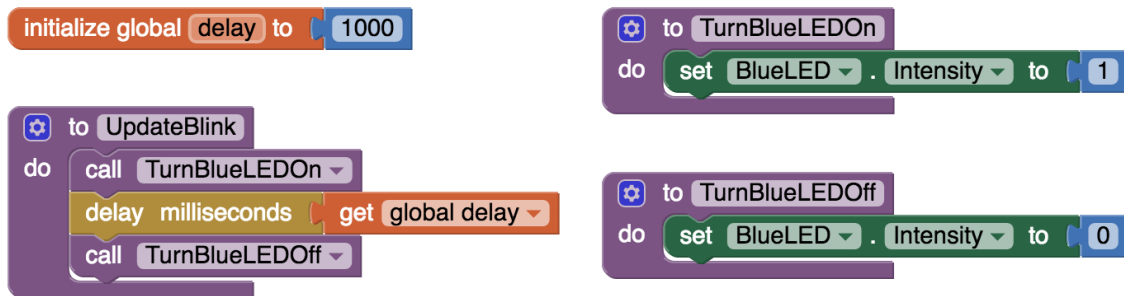 initialize global delay to 1000
to UpdateBlink
do call TurnBlueLEDOn
delay milliseconds get global delay
call TurnBlueLEDOff
to TurnBlueLEDOn
do set BlueLED . Intensity to 1
to TurnBlueLEDOff
do set BlueLED . Intensity to 0